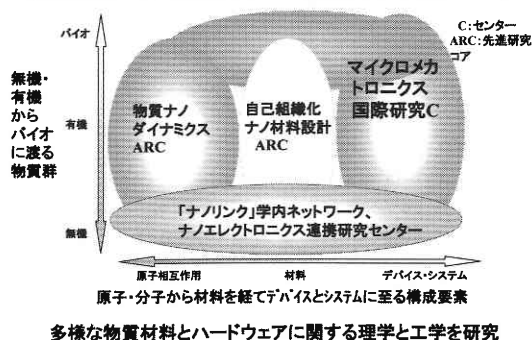 バイオ
C:センター
ARC:先進研究
コア
無機・
有機
から
バイオ
に渡る
物質群
有機
無機
物質ナノ
ダイナミクス
ARC
自己組織化
ナノ材料設計
ARC
マイクロメカ
トロニクス
国際研究C
「ナノリンク」学内ネットワーク、
ナノエレクトロニクス連携研究センター
原子相互作用
材料
デバイス・システム
原子・分子から材料を経てデバイスとシステムに至る構成要素
多様な物質材料とハードウェアに関する理学と工学を研究